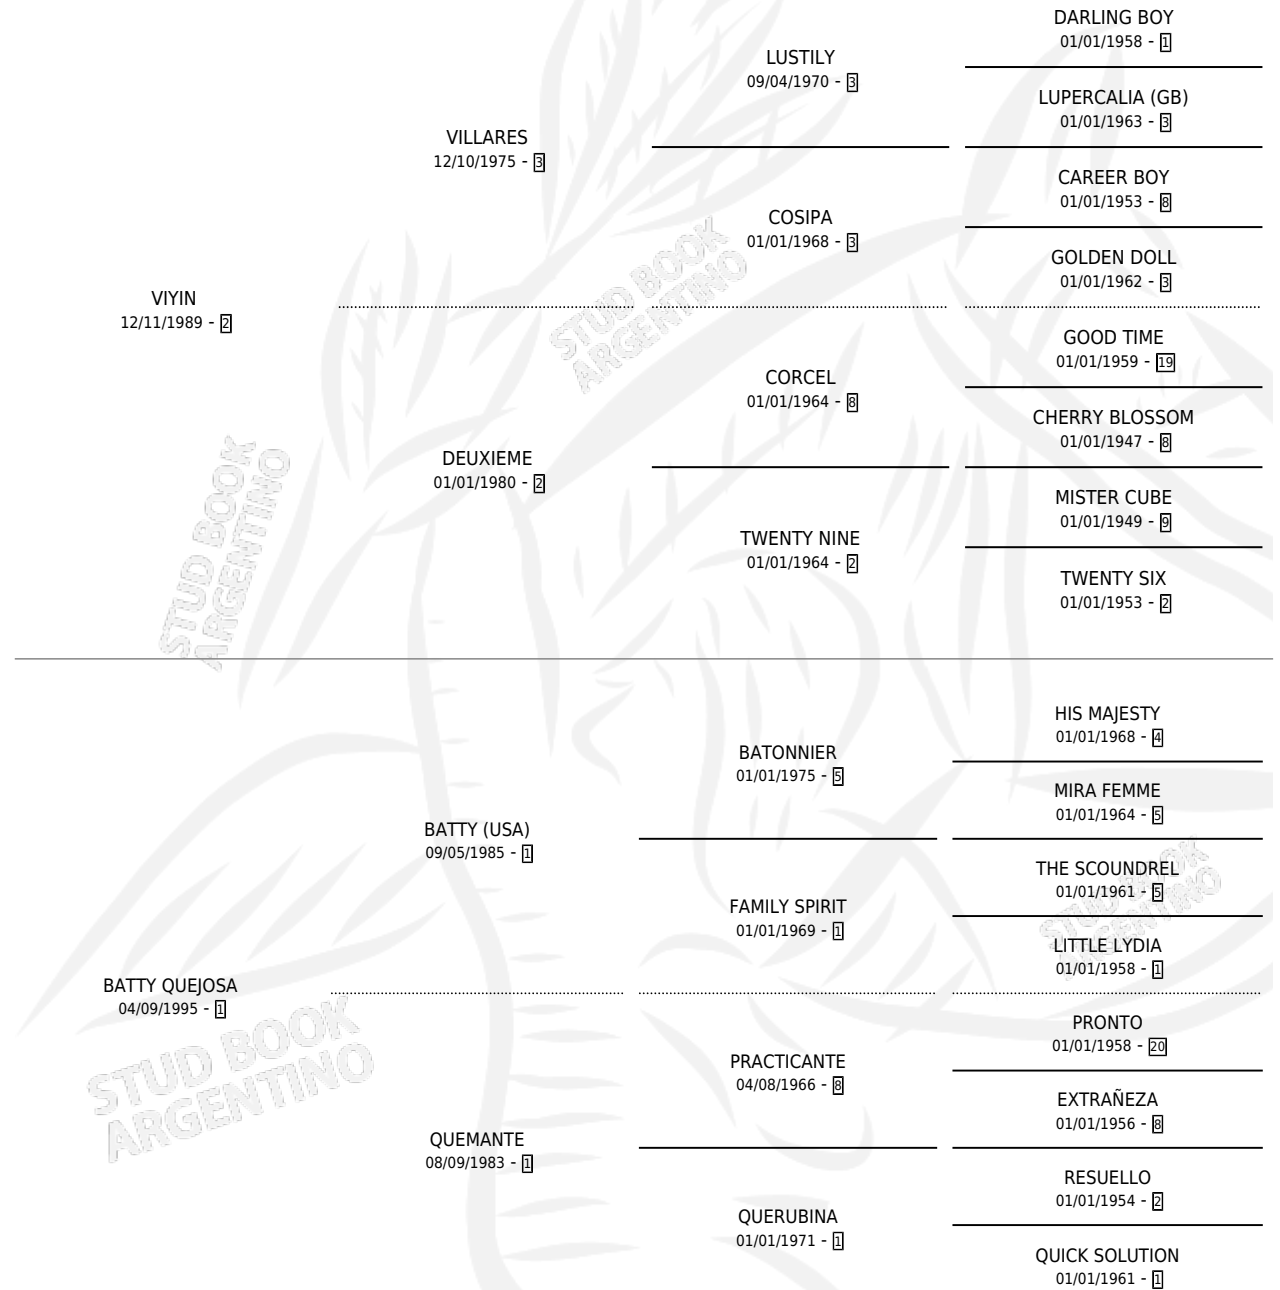 DARLING BOY
01/01/1958 - 1
LUSTILY
09/04/1970 - 3
LUPERCALIA (GB)
01/01/1963 - 3
VILLARES
12/10/1975 - 3
CAREER BOY
01/01/1953 - 8
COSIPA
01/01/1968 - 3
GOLDEN DOLL
01/01/1962 - 3
VIYIN
12/11/1989 - 2
GOOD TIME
01/01/1959 - 19
CORCEL
01/01/1964 - 8
CHERRY BLOSSOM
01/01/1947 - 8
DEUXIEME
01/01/1980 - 2
MISTER CUBE
01/01/1949 - 9
TWENTY NINE
01/01/1964 - 2
TWENTY SIX
01/01/1953 - 2
STUD BOOK
ARGENTINO
STUD BOOK
ARGENTINO
HIS MAJESTY
01/01/1968 - 4
BATONNIER
01/01/1975 - 5
MIRA FEMME
01/01/1964 - 5
BATTY (USA)
09/05/1985 - 1
THE SCOUNDREL
01/01/1961 - 5
FAMILY SPIRIT
01/01/1969 - 1
LITTLE LYDIA
01/01/1958 - 1
BATTY QUEJOSA
04/09/1995 - 1
PRONTO
01/01/1958 - 20
PRACTICANTE
04/08/1966 - 8
EXTRAÑEZA
01/01/1956 - 8
QUEMANTE
08/09/1983 - 1
RESUELLO
01/01/1954 - 2
QUERUBINA
01/01/1971 - 1
QUICK SOLUTION
01/01/1961 - 1
STUD BOOK
ARGENTINO
STUD BOOK
ARGENTINO